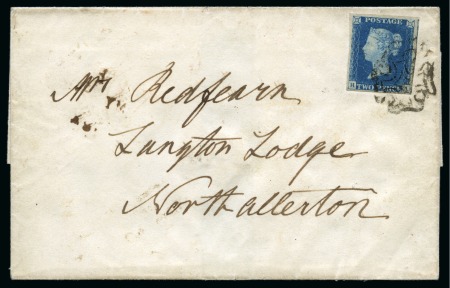 POSTAGE
TWO PENCE
Mrs Redfearn
Langton Lodge
Northallerton